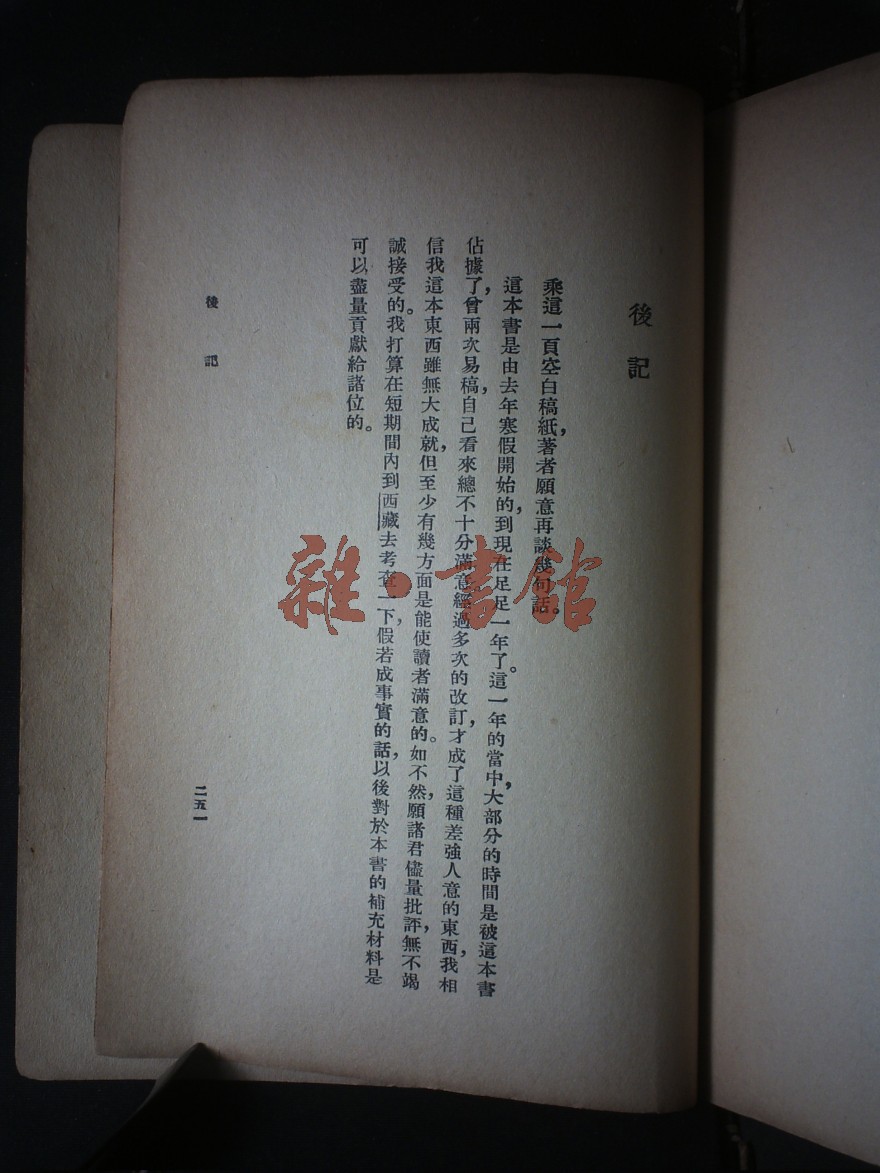 後記
乘這一頁空白稿紙，著者願意再談幾句話。
這本書是由去年寒假開始的，到現在足足一年了。這一年的當中，大部分的時間是被這本書
佔據了，曾兩次易稿，自己看來總不十分滿意經過多次的改訂，才成了這種差強人意的東西，我相
信我這本東西雖無大成就，但至少有幾方面是能使讀者滿意的。如不然，願諸君儘量批評，無不竭
誠接受的。我打算在短期間內到西藏去考查一下，假若成事實的話，以後對於本書的補充材料是
可以盡量貢獻給諸位的。
後記
二五一
雜·書館